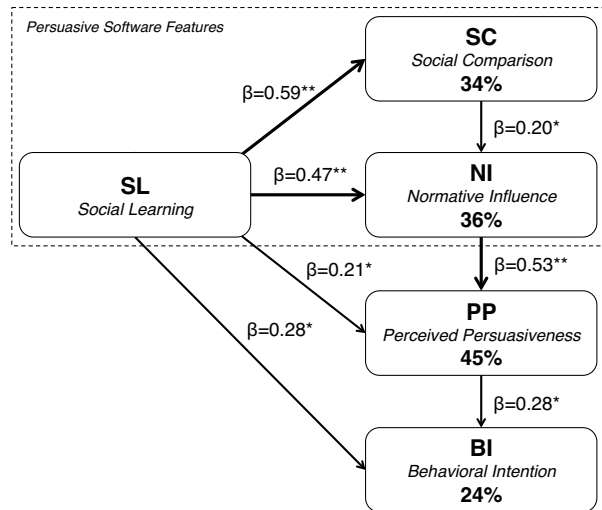 Persuasive Software Features
SC
Social Comparison
34%
β=0.59**
β=0.20*
SL
Social Learning
β=0.47**
NI
Normative Influence
36%
β=0.21*
β=0.53**
β=0.28*
PP
Perceived Persuasiveness
45%
β=0.28*
BI
Behavioral Intention
24%